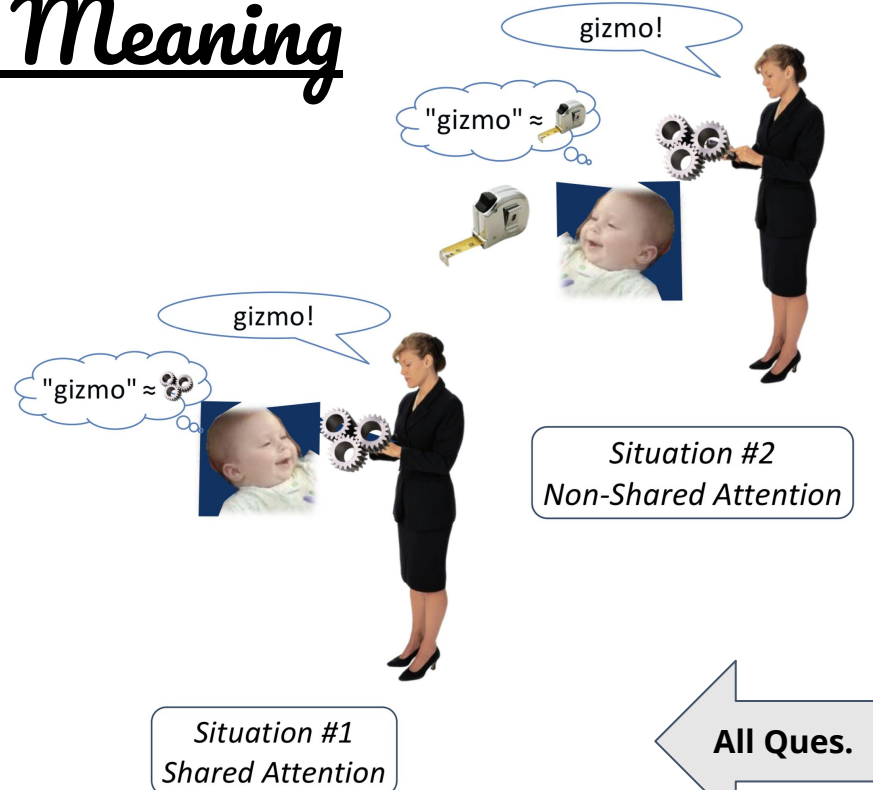 Meaning
gizmo!
"gizmo" ≈
gizmo!
"gizmo" ≈
Situation #2
Non-Shared Attention
Situation #1
Shared Attention
All Ques.